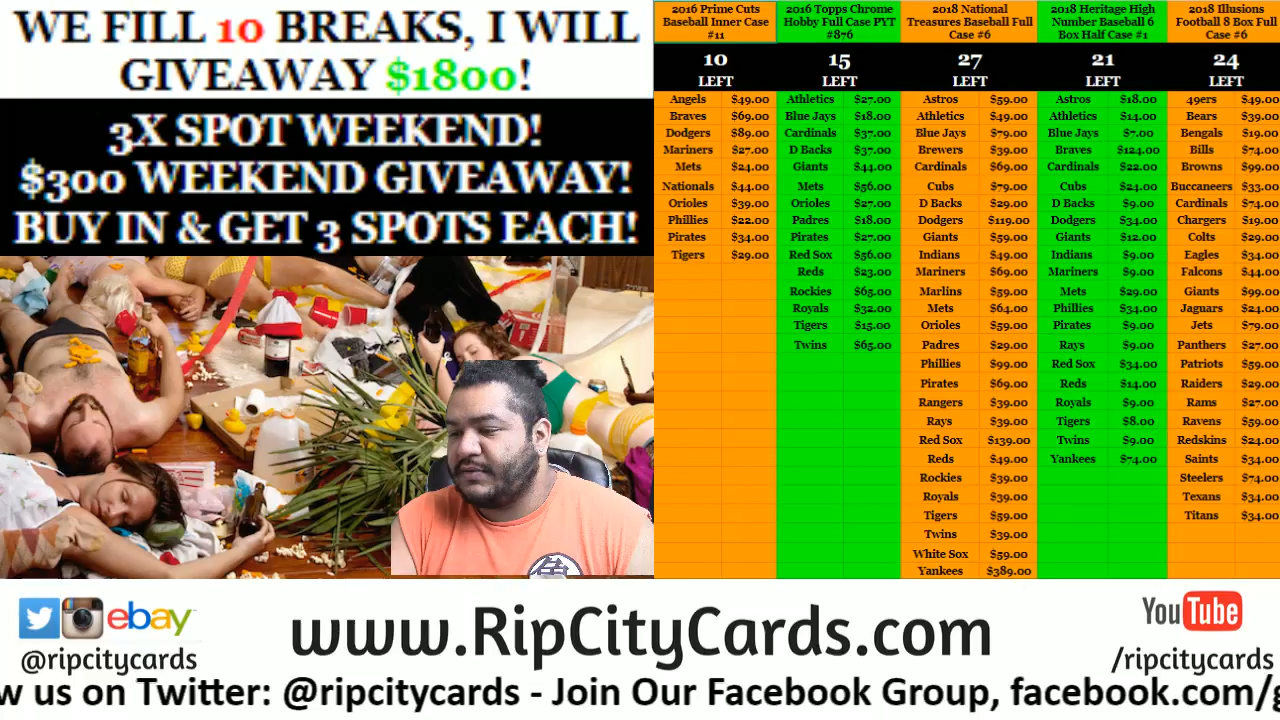 WE FILL 10 BREAKS, I WILL
GIVEAWAY $1800!
3X SPOT WEEKEND!
$300 WEEKEND GIVEAWAY!
BUY IN & GET 3 SPOTS EACH!
2016 Prime Cuts
Baseball Inner Case
#11
10
LEFT
Angels $49.00
Braves $69.00
Dodgers $89.00
Mariners $27.00
Mets $24.00
Nationals $44.00
Orioles $39.00
Phillies $22.00
Pirates $34.00
Tigers $29.00
2016 Topps Chrome
Hobby Full Case PYT
#876
15
LEFT
Athletics $27.00
Blue Jays $18.00
Cardinals $37.00
D Backs $37.00
Giants $44.00
Mets $56.00
Orioles $27.00
Padres $18.00
Pirates $27.00
Red Sox $56.00
Reds $23.00
Rockies $65.00
Royals $32.00
Tigers $15.00
Twins $65.00
2018 National
Treasures Baseball Full
Case #6
27
LEFT
Astros $59.00
Athletics $49.00
Blue Jays $79.00
Brewers $39.00
Cardinals $69.00
Cubs $79.00
D Backs $29.00
Dodgers $119.00
Giants $59.00
Indians $49.00
Mariners $69.00
Marlins $59.00
Mets $64.00
Orioles $59.00
Padres $29.00
Phillies $99.00
Pirates $69.00
Rangers $39.00
Rays $39.00
Red Sox $139.00
Reds $49.00
Rockies $39.00
Royals $39.00
Tigers $59.00
Twins $39.00
White Sox $59.00
Yankees $389.00
2018 Heritage High
Number Baseball 6
Box Half Case #1
21
LEFT
Astros $18.00
Athletics $14.00
Blue Jays $7.00
Braves $124.00
Cardinals $22.00
Cubs $24.00
D Backs $9.00
Dodgers $34.00
Giants $12.00
Indians $9.00
Mariners $9.00
Mets $29.00
Phillies $34.00
Pirates $9.00
Rays $9.00
Red Sox $34.00
Reds $14.00
Royals $9.00
Tigers $8.00
Twins $9.00
Yankees $74.00
2018 Illusions
Football 8 Box Full
Case #6
24
LEFT
49ers $49.00
Bears $39.00
Bengals $19.00
Bills $74.00
Browns $99.00
Buccaneers $33.00
Cardinals $74.00
Chargers $19.00
Colts $29.00
Eagles $34.00
Falcons $44.00
Giants $99.00
Jaguars $24.00
Jets $79.00
Panthers $27.00
Patriots $59.00
Raiders $29.00
Rams $27.00
Ravens $59.00
Redskins $24.00
Saints $34.00
Steelers $74.00
Texans $34.00
Titans $34.00
亀
ebay
@ripcitycards
www.RipCityCards.com
YouTube
/ripcitycards
w us on Twitter: @ripcitycards - Join Our Facebook Group, facebook.com/g